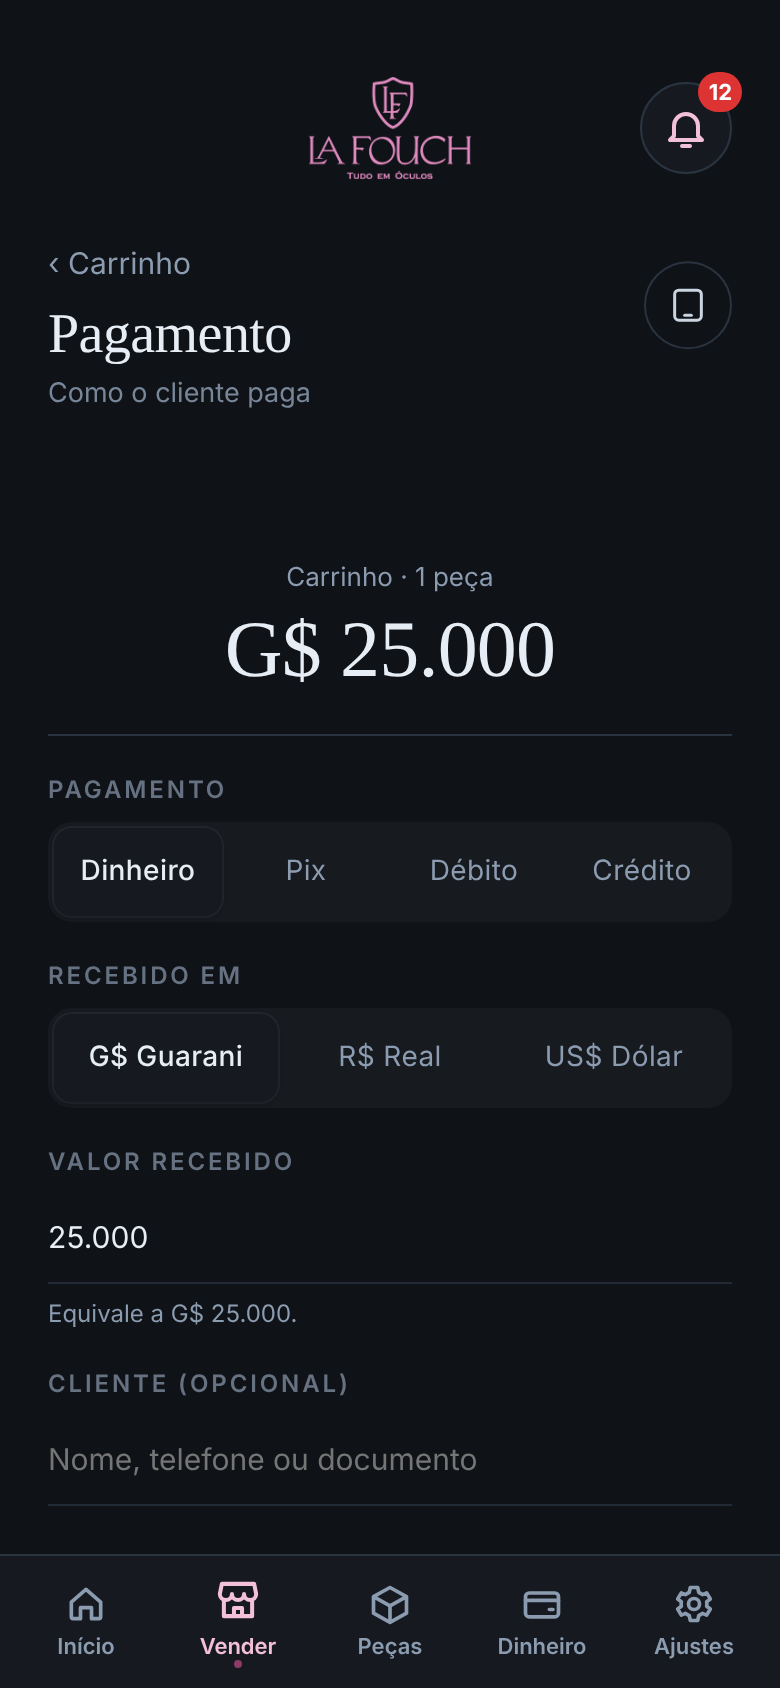 LF
LA FOUCH
Tudo em Óculos
12
‹ Carrinho
Pagamento
Como o cliente paga
Carrinho · 1 peça
G$ 25.000
PAGAMENTO
Dinheiro Pix Débito Crédito
RECEBIDO EM
G$ Guarani R$ Real US$ Dólar
VALOR RECEBIDO
25.000
Equivale a G$ 25.000.
CLIENTE (OPCIONAL)
Nome, telefone ou documento
Início Vender Peças Dinheiro Ajustes